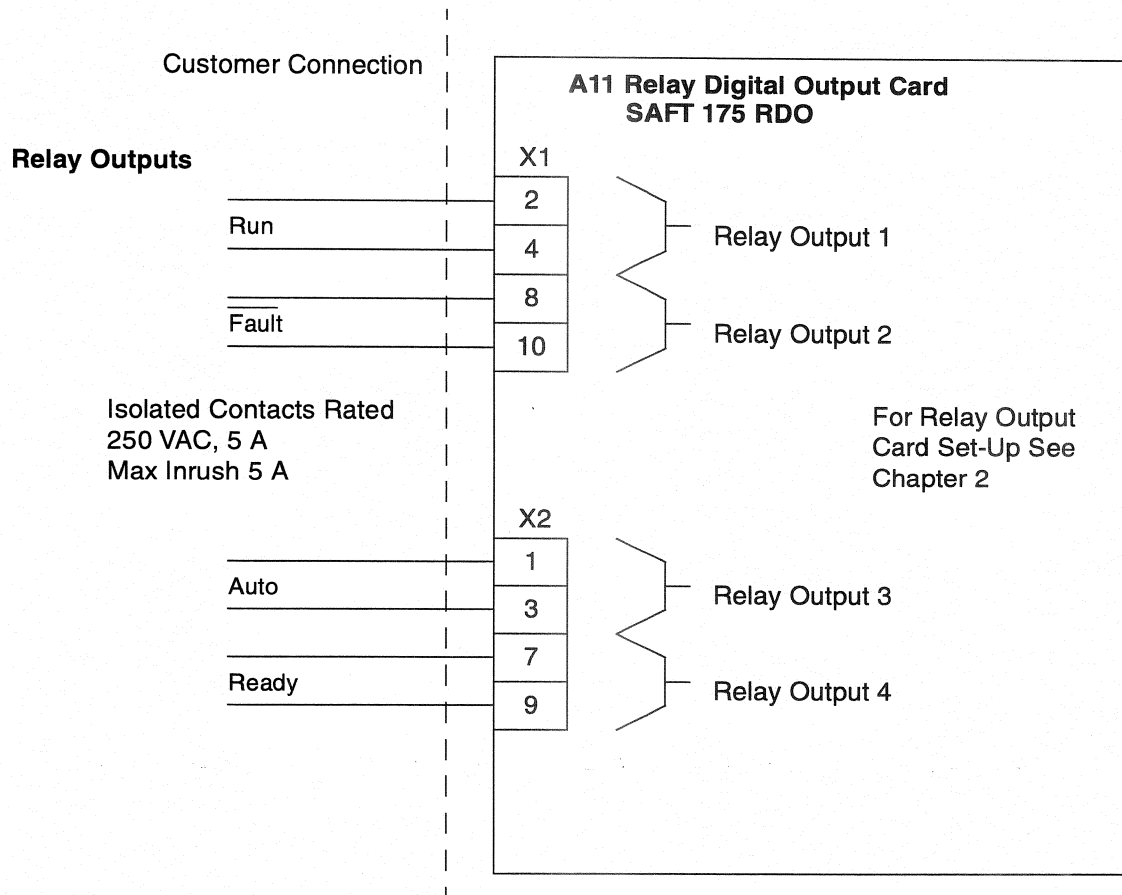 Customer Connection
A11 Relay Digital Output Card
SAFT 175 RDO
Relay Outputs
X1
2
Run
4
Relay Output 1
8
Fault
10
Relay Output 2
Isolated Contacts Rated
250 VAC, 5 A
Max Inrush 5 A
For Relay Output
Card Set-Up See
Chapter 2
X2
1
Auto
3
Relay Output 3
7
Ready
9
Relay Output 4